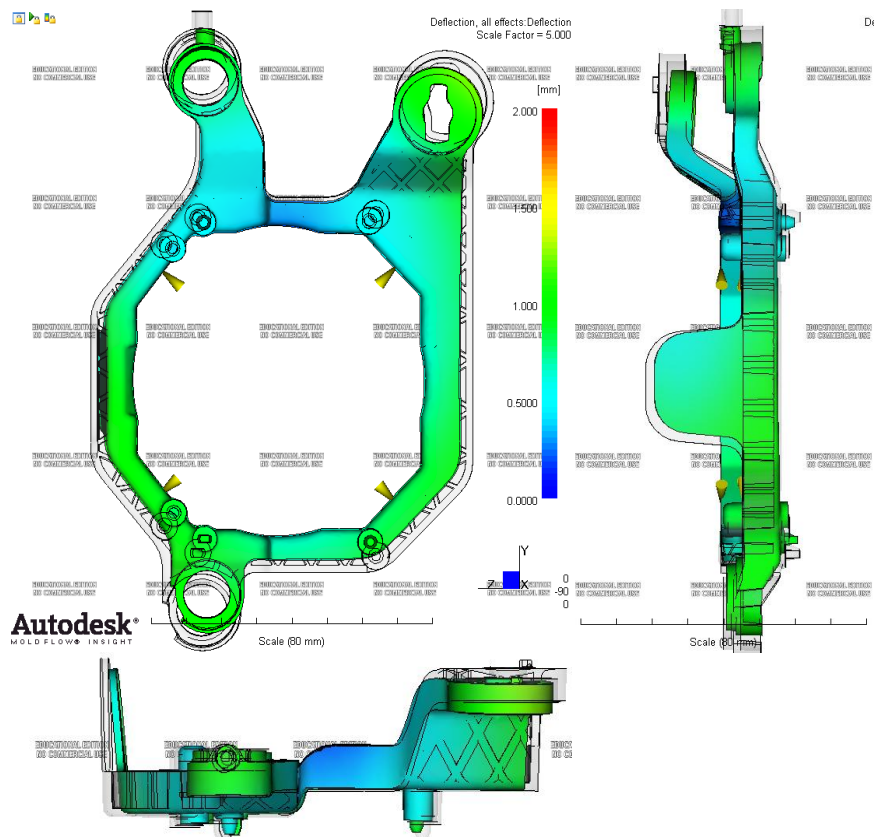 Deflection, all effects:Deflection
Scale Factor = 5.000
[mm]
2.000
1.500
1.000
0.5000
0.0000
De
EDUCATIONAL EDITION
NO COMMERCIAL USE
Y
Z
X
0
-90
0
Autodesk®
MOLDFLOW® INSIGHT
Scale (80 mm)
Scale (80 mm)